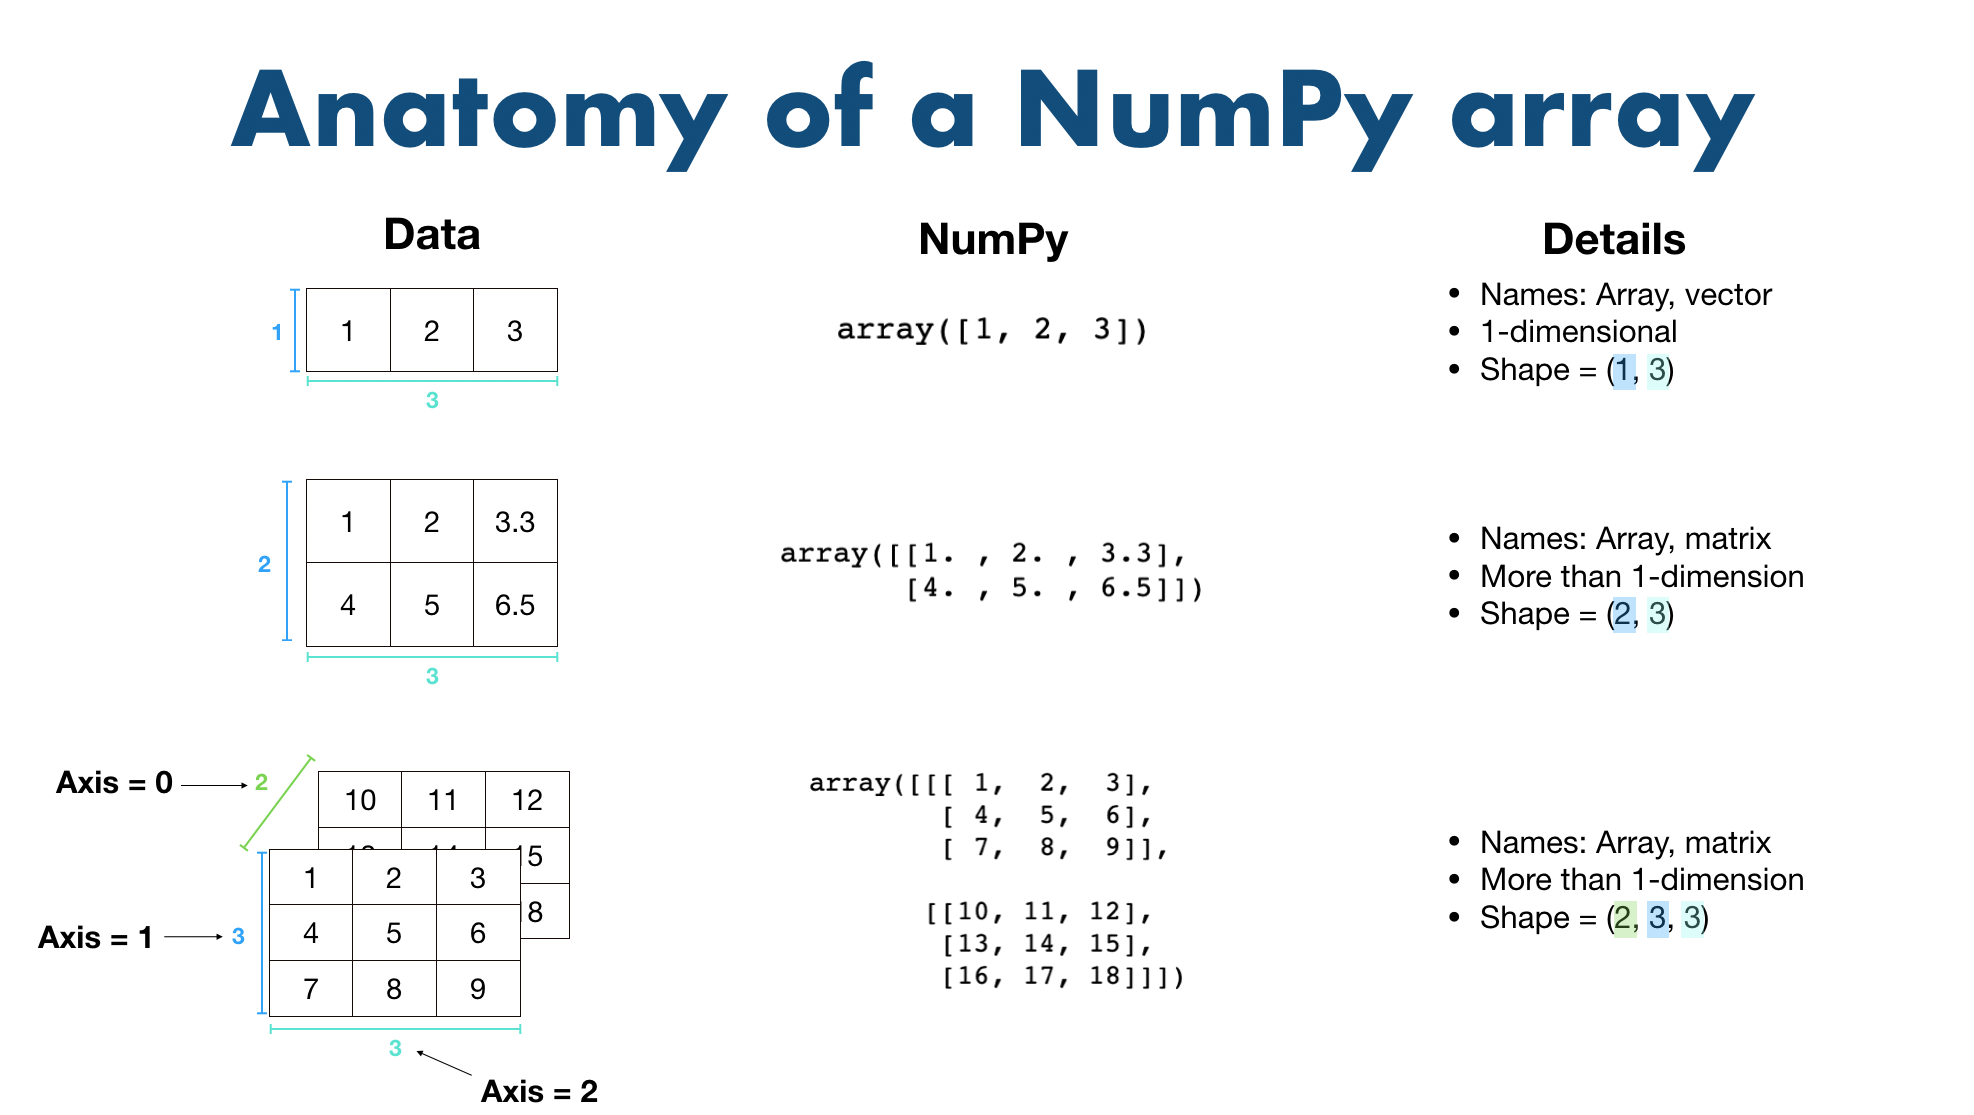 Anatomy of a NumPy array
Data
NumPy
Details
1
1 2 3
3
array([1, 2, 3])
• Names: Array, vector
• 1-dimensional
• Shape = (1, 3)
2
1 2 3.3
4 5 6.5
3
array([[1. , 2. , 3.3],
[4. , 5. , 6.5]])
• Names: Array, matrix
• More than 1-dimension
• Shape = (2, 3)
Axis = 0
2
10 11 12
15
8
Axis = 1
3
1 2 3
4 5 6
7 8 9
3
Axis = 2
array([[[ 1, 2, 3],
[ 4, 5, 6],
[ 7, 8, 9]],
[[10, 11, 12],
[13, 14, 15],
[16, 17, 18]]])
• Names: Array, matrix
• More than 1-dimension
• Shape = (2, 3, 3)